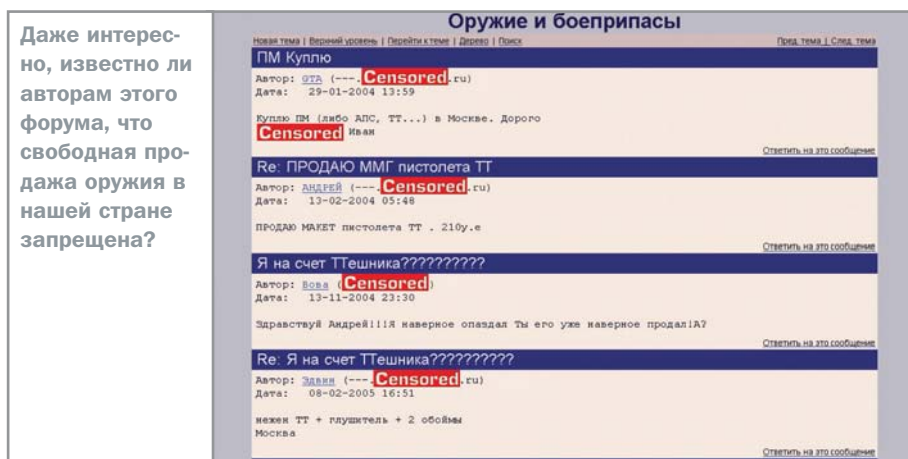 Даже интерес-
но, известно ли
авторам этого
форума, что
свободная про-
дажа оружия в
нашей стране
запрещена?
Оружие и боеприпасы
Новая тема | Верхний уровень | Перейти к теме | Дерево | Поиск Пред. тема | След. тема
ПМ Куплю
Автор: GTA (---.Censored.ru)
Дата: 29-01-2004 13:59
Куплю ПМ (либо АПС, ТТ...) в Москве. Дорого
Censored Иван
Ответить на это сообщение
Re: ПРОДАЮ ММГ пистолета ТТ
Автор: АНДРЕЙ (---.Censored.ru)
Дата: 13-02-2004 05:48
ПРОДАЮ МАКЕТ пистолета ТТ . 210у.е
Ответить на это сообщение
Я на счет ТТешника??????????
Автор: Вова (Censored)
Дата: 13-11-2004 23:30
Здравствуй Андрей!!!Я наверное опаздал Ты его уже наверное продал!А?
Ответить на это сообщение
Re: Я на счет ТТешника??????????
Автор: Эдвин (---.Censored.ru)
Дата: 08-02-2005 16:51
нежен ТТ + глушитель + 2 обоймы
Москва
Ответить на это сообщение